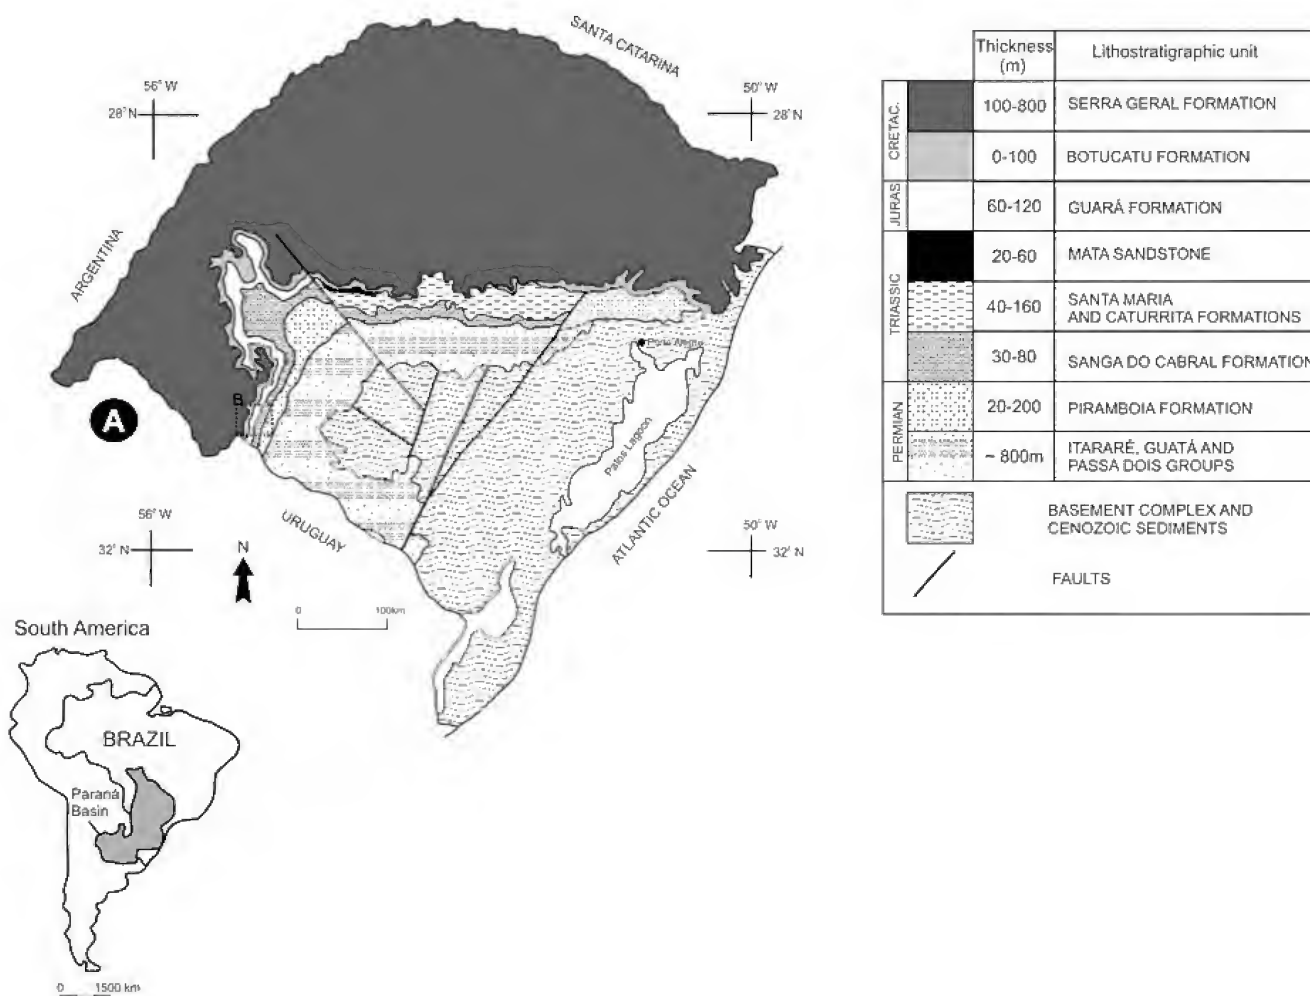 SANTA CATARINA
56° W
28° N
50° W
28° N
ARGENTINA
B
A
Porto Alegre
Patos Lagoon
ATLANTIC OCEAN
URUGUAY
56° W
32° N
50° W
32° N
N
0 100km
Thickness (m)
Lithostratigraphic unit
CRETAC.
100-800 SERRA GERAL FORMATION
0-100 BOTUCATU FORMATION
JURAS
60-120 GUARÁ FORMATION
TRIASSIC
20-60 MATA SANDSTONE
40-160 SANTA MARIA
AND CATURRITA FORMATIONS
30-80 SANGA DO CABRAL FORMATION
PERMIAN
20-200 PIRAMBOIA FORMATION
~ 800m ITARARÉ, GUATÁ AND
PASSA DOIS GROUPS
BASEMENT COMPLEX AND
CENOZOIC SEDIMENTS
FAULTS
South America
BRAZIL
Paraná
Basin
0 1500 km